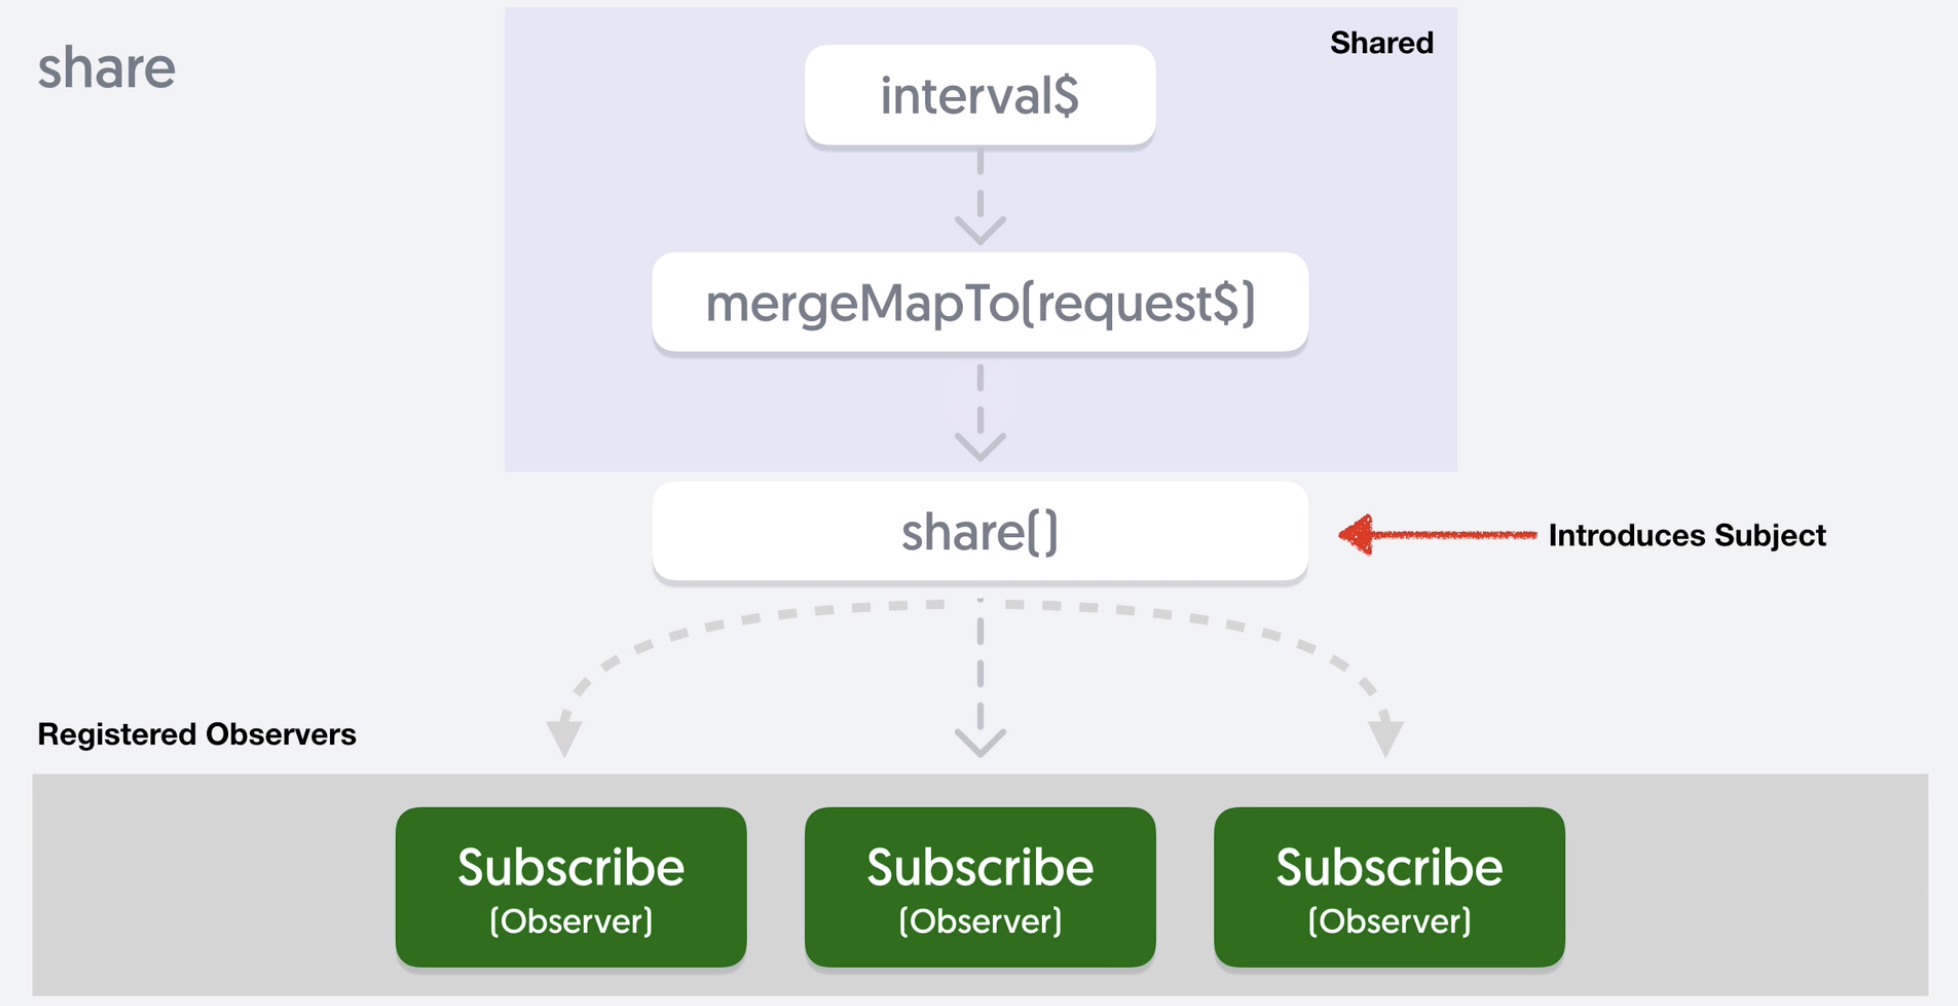 share
Shared
interval$
mergeMapTo(request$)
share()
Introduces Subject
Registered Observers
Subscribe
(Observer)
Subscribe
(Observer)
Subscribe
(Observer)